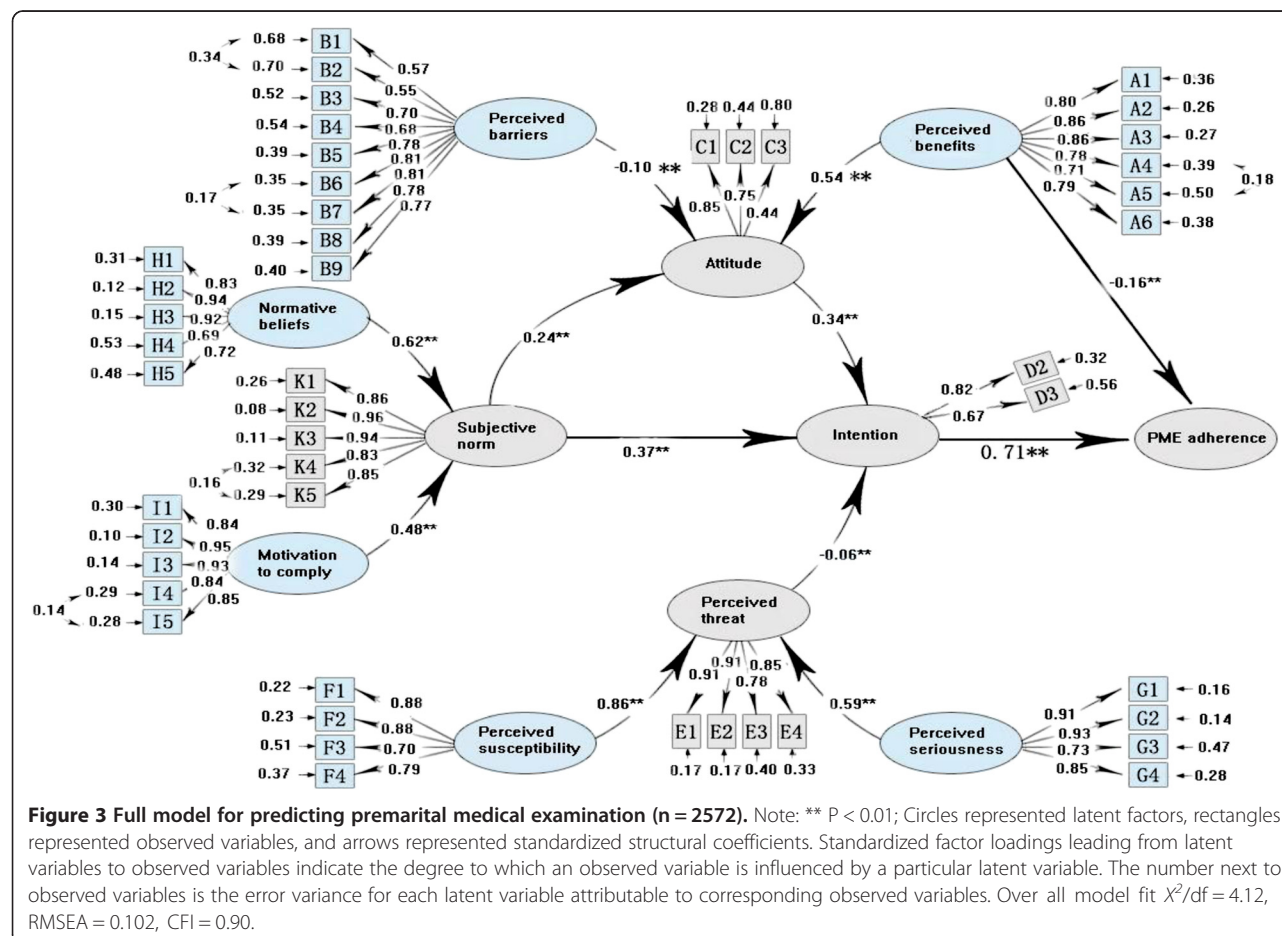 0.68 B1
0.34
0.70 B2
0.52 B3
0.54 B4
0.39 B5
0.35 B6
0.17
0.35 B7
0.39 B8
0.40 B9
0.57
0.55
0.70
0.68
0.78
0.81
0.81
0.78
0.77
Perceived
barriers
-0.10 **
0.28 0.44 0.80
C1 C2 C3
0.85
0.75
0.44
Attitude
Perceived
benefits
0.54 **
0.80
0.86
0.86
0.78
0.71
0.79
A1 0.36
A2 0.26
A3 0.27
A4 0.39
0.18
A5 0.50
A6 0.38
-0.16**
0.31 H1
0.12 H2
0.15 H3
0.53 H4
0.48 H5
0.83
0.94
0.92
0.69
0.72
Normative
beliefs
0.62**
0.24**
0.34**
0.26 K1
0.08 K2
0.11 K3
0.32 K4
0.16
0.29 K5
0.86
0.96
0.94
0.83
0.85
Subjective
norm
0.37**
Intention
0.82
0.67
D2 0.32
D3 0.56
0.71**
PME adherence
0.30 I1
0.10 I2
0.14 I3
0.29 I4
0.14
0.28 I5
0.84
0.95
0.93
0.84
0.85
Motivation
to comply
0.48**
-0.06**
Perceived
threat
0.91
0.91
0.78
0.85
E1 E2 E3 E4
0.17 0.17 0.40 0.33
0.22 F1
0.23 F2
0.51 F3
0.37 F4
0.88
0.88
0.70
0.79
Perceived
susceptibility
0.86**
0.59**
Perceived
seriousness
0.91
0.93
0.73
0.85
G1 0.16
G2 0.14
G3 0.47
G4 0.28
Figure 3 Full model for predicting premarital medical examination (n = 2572). Note: ** P < 0.01; Circles represented latent factors, rectangles
represented observed variables, and arrows represented standardized structural coefficients. Standardized factor loadings leading from latent
variables to observed variables indicate the degree to which an observed variable is influenced by a particular latent variable. The number next to
observed variables is the error variance for each latent variable attributable to corresponding observed variables. Over all model fit X²/df = 4.12,
RMSEA = 0.102, CFI = 0.90.